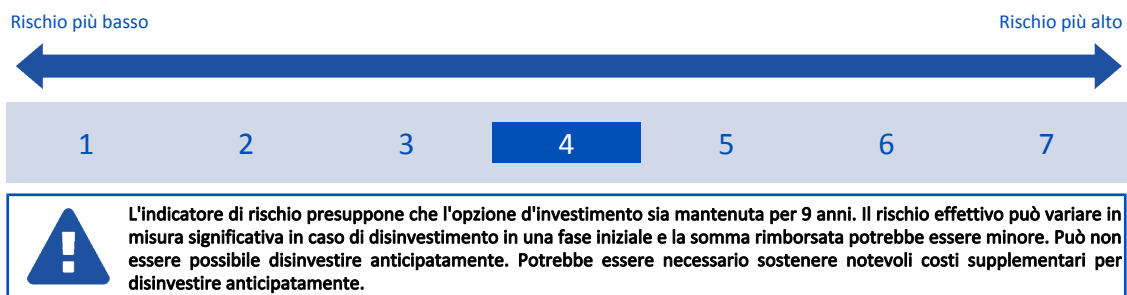 Rischio più basso Rischio più alto
1 2 3 4 5 6 7
L'indicatore di rischio presuppone che l'opzione d'investimento sia mantenuta per 9 anni. Il rischio effettivo può variare in
misura significativa in caso di disinvestimento in una fase iniziale e la somma rimborsata potrebbe essere minore. Può non
essere possibile disinvestire anticipatamente. Potrebbe essere necessario sostenere notevoli costi supplementari per
disinvestire anticipatamente.